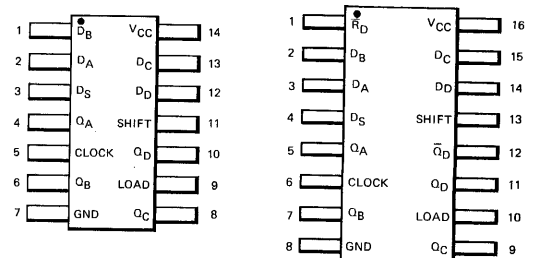 1 D_B V_CC 14
2 D_A D_C 13
3 D_S D_D 12
4 Q_A SHIFT 11
5 CLOCK Q_D 10
6 Q_B LOAD 9
7 GND Q_C 8
1 R̅_D V_CC 16
2 D_B D_C 15
3 D_A D_D 14
4 D_S SHIFT 13
5 Q_A Q̅_D 12
6 CLOCK Q_D 11
7 Q_B LOAD 10
8 GND Q_C 9